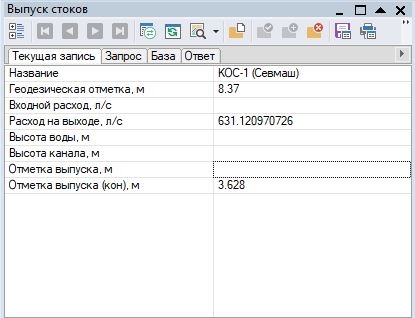 Выпуск стоков
Текущая запись Запрос База Ответ
Название КОС-1 (Севмаш)
Геодезическая отметка, м 8.37
Входной расход, л/с
Расход на выходе, л/с 631.120970726
Высота воды, м
Высота канала, м
Отметка выпуска, м
Отметка выпуска (кон), м 3.628